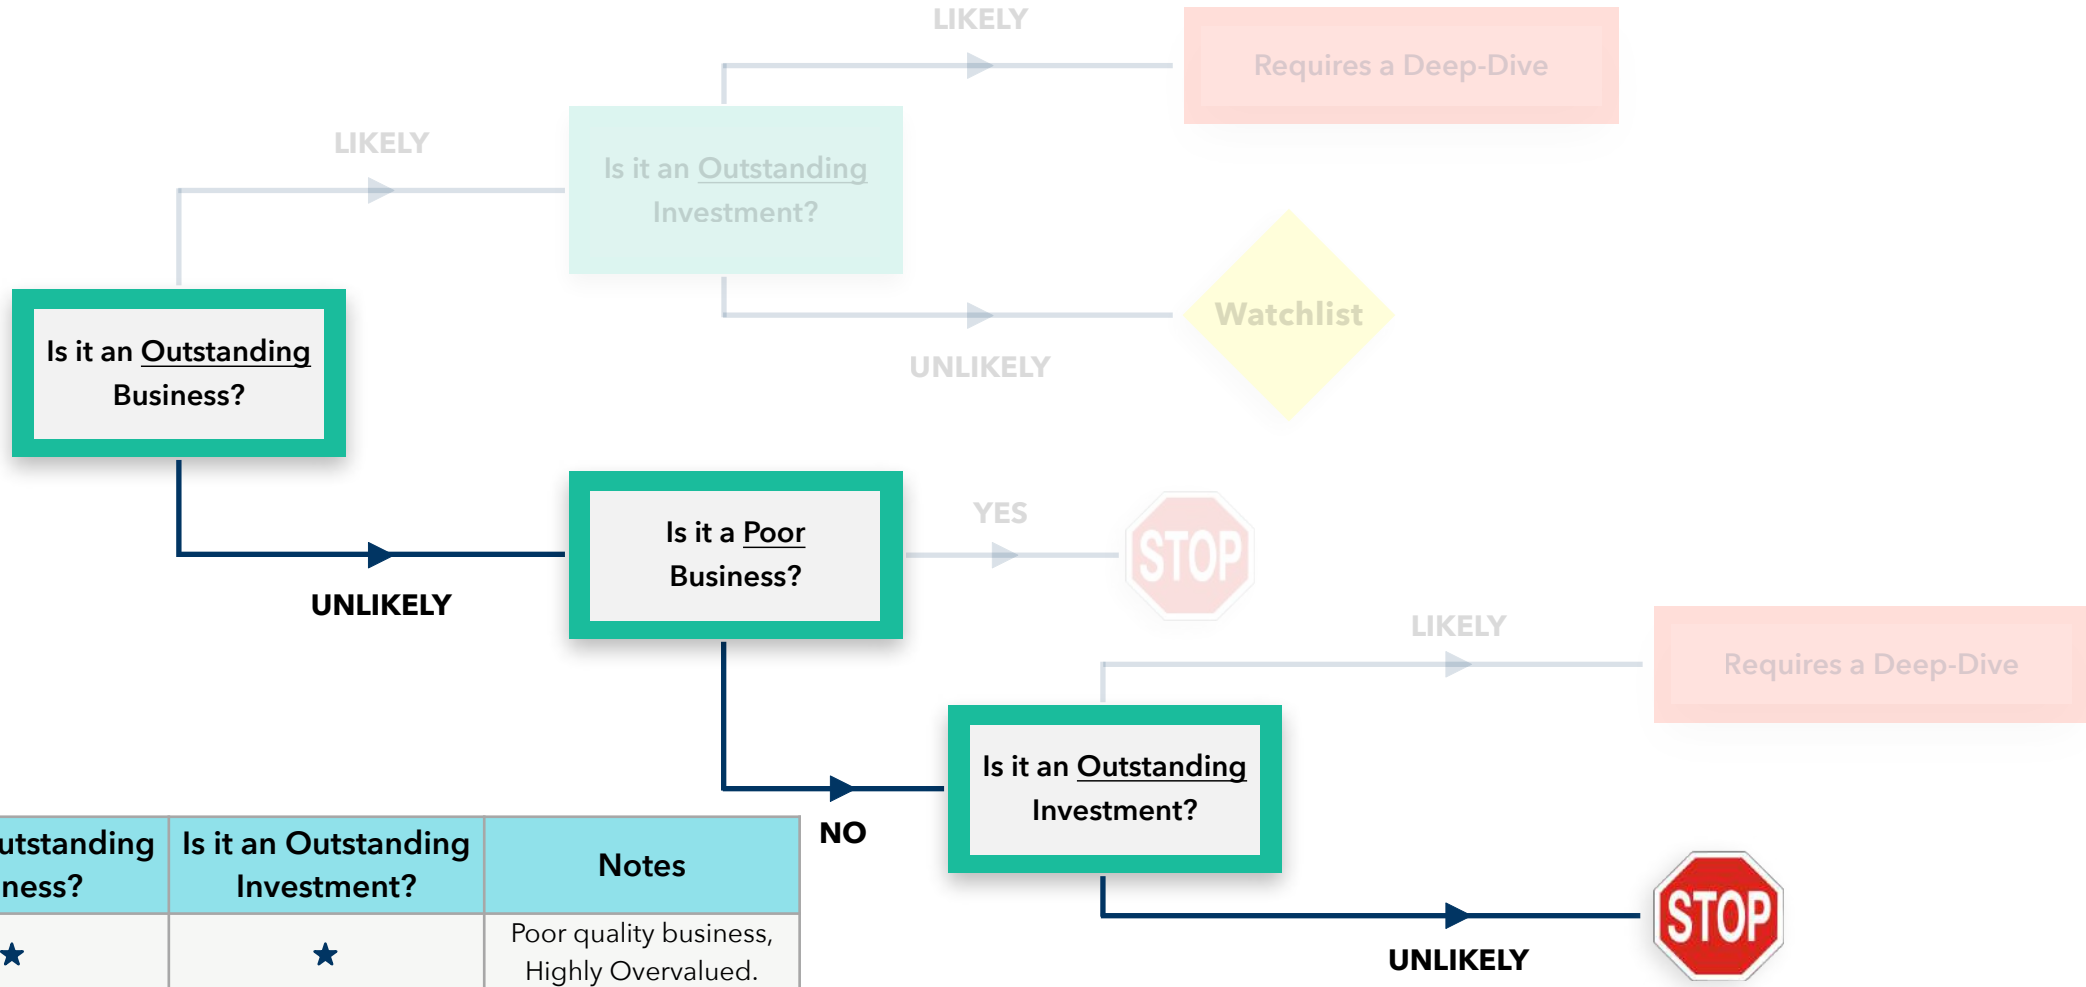 LIKELY
Requires a Deep-Dive
LIKELY
Is it an Outstanding
Investment?
Watchlist
UNLIKELY
Is it an Outstanding
Business?
YES
Is it a Poor
Business?
STOP
UNLIKELY
LIKELY
Requires a Deep-Dive
Is it an Outstanding
Investment?
NO
STOP
UNLIKELY
utstanding
ness?
Is it an Outstanding
Investment?
Notes
★
★
Poor quality business,
Highly Overvalued.